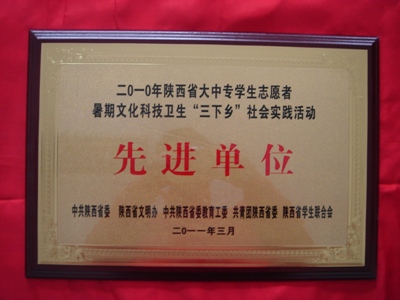 二〇一〇年陕西省大中专学生志愿者
暑期文化科技卫生“三下乡”社会实践活动
先进单位
中共陕西省委 陕西省文明办 中共陕西省委教育工委 共青团陕西省委 陕西省学生联合会
二〇一一年三月